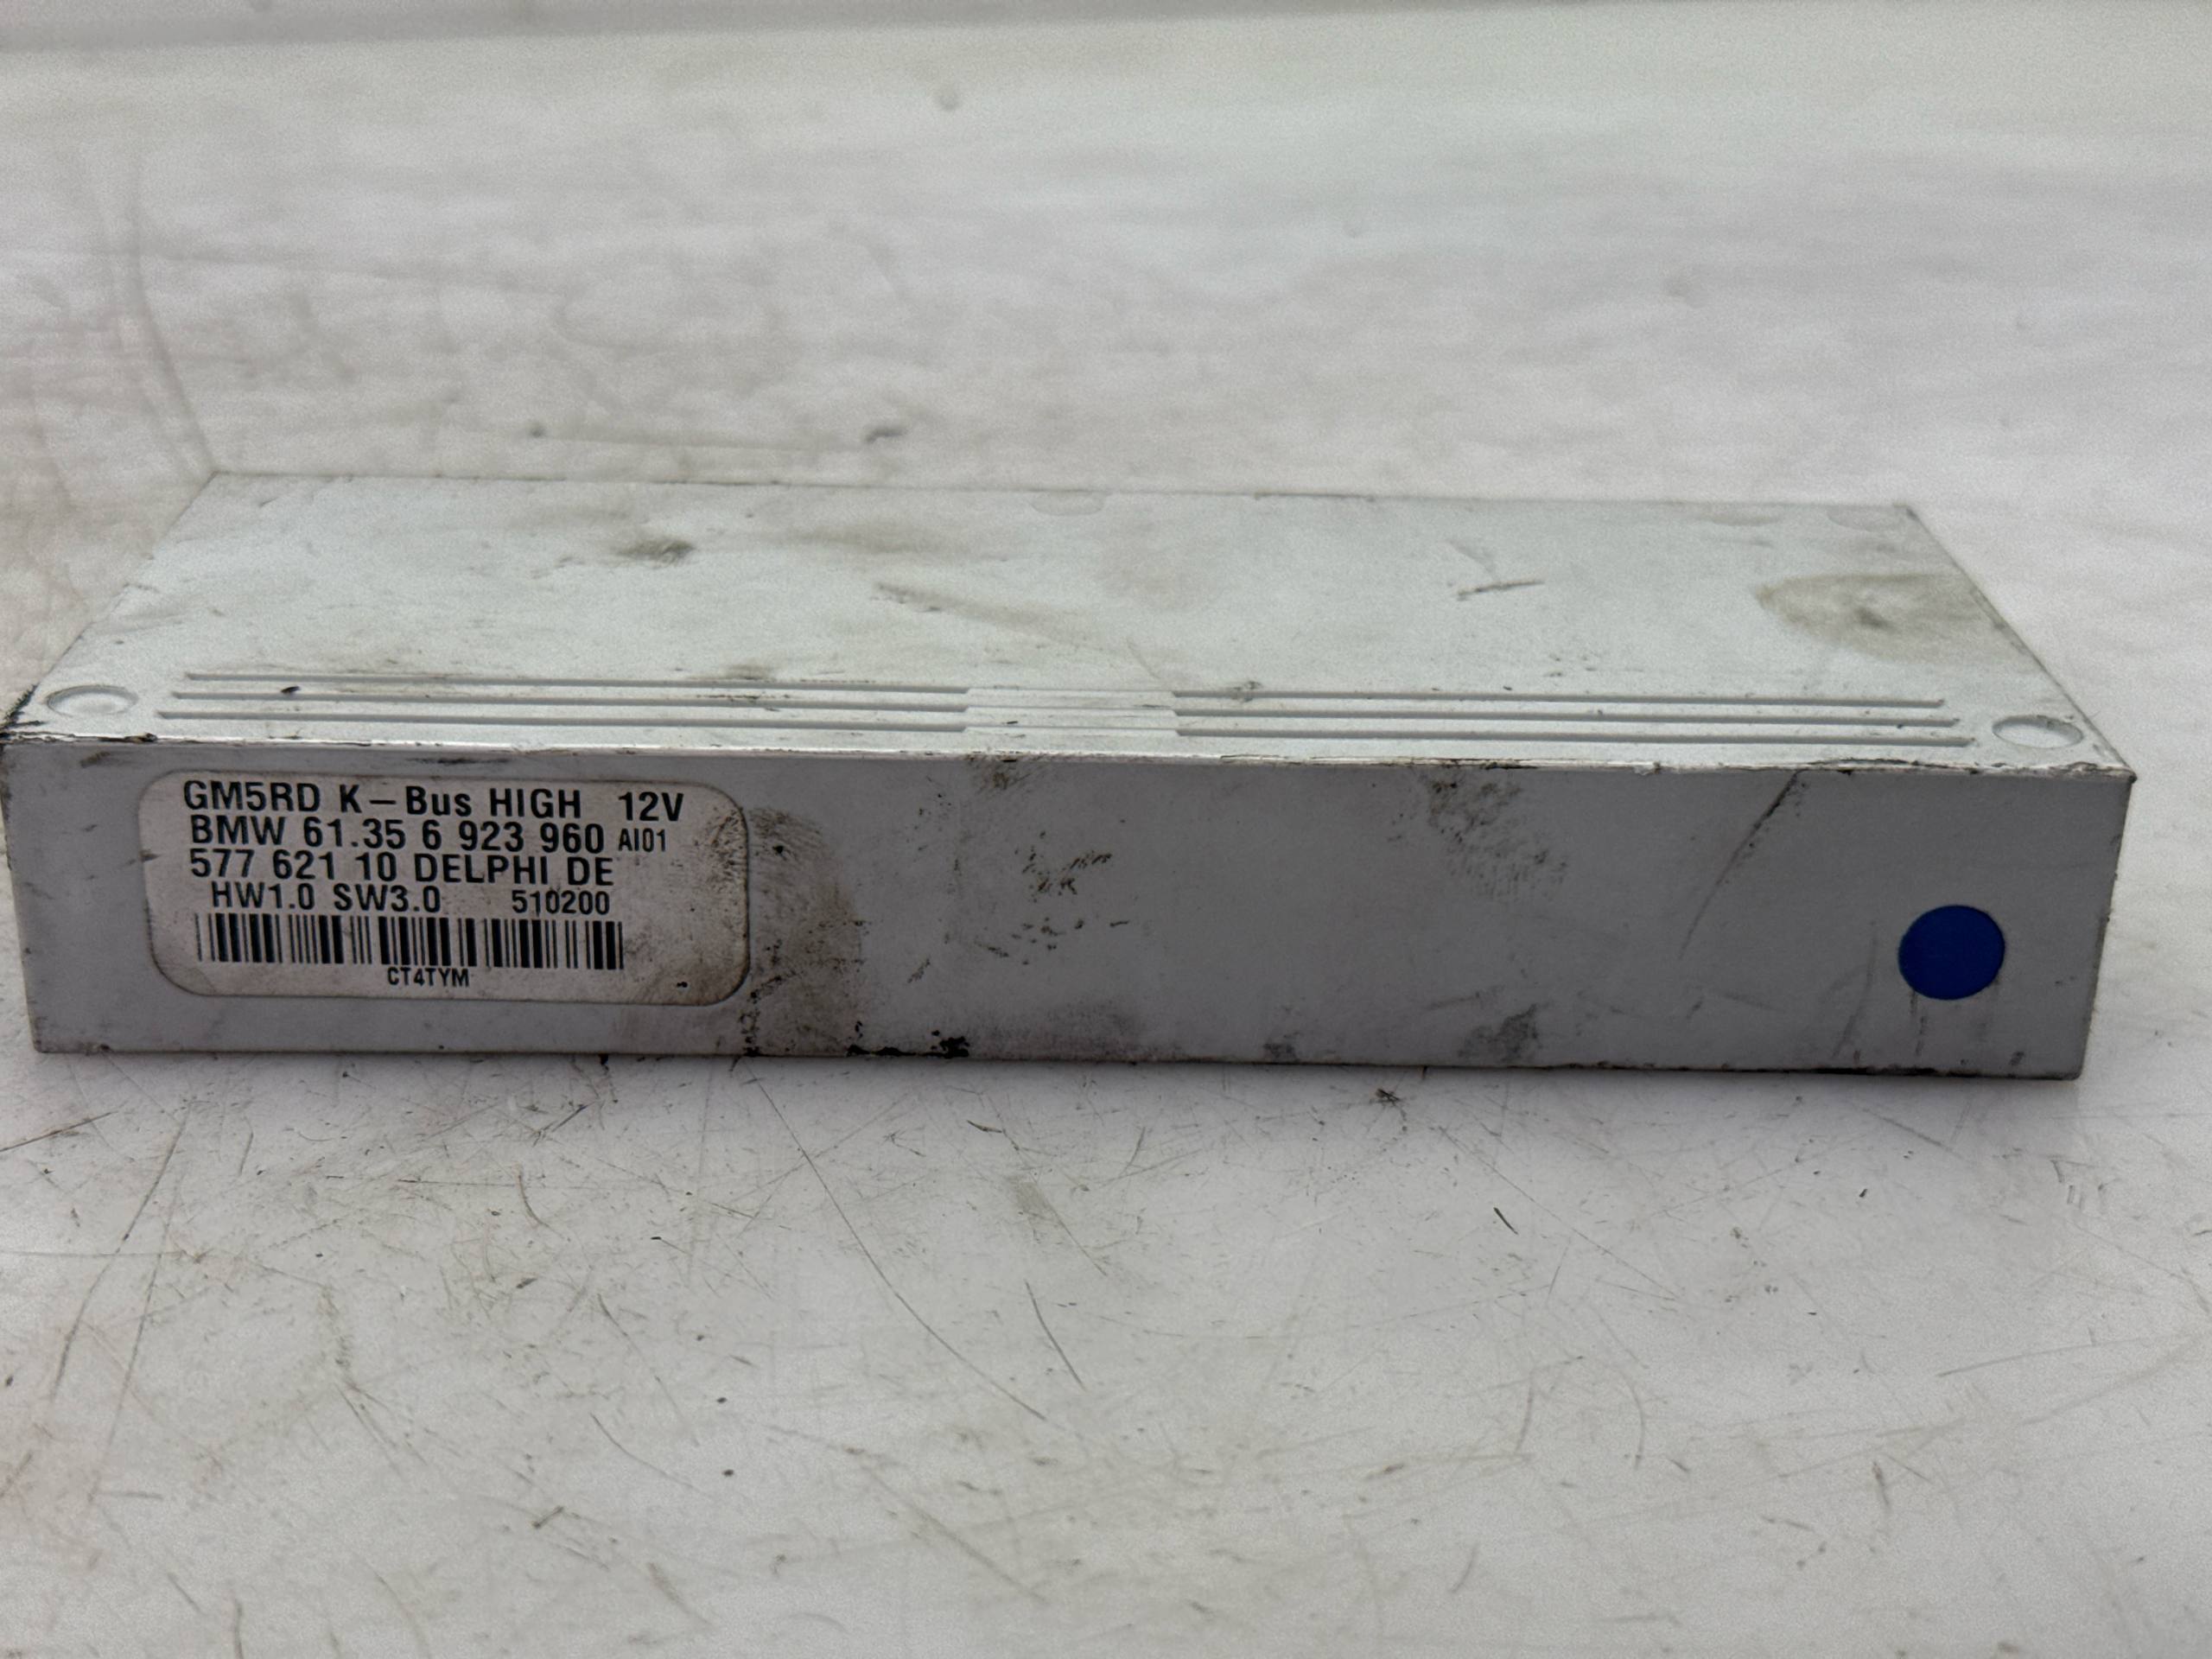 GM5RD K-Bus HIGH 12V
BMW 61.35 6 923 960 AI01
577 621 10 DELPHI DE
HW1.0 SW3.0 510200
CT4TYM